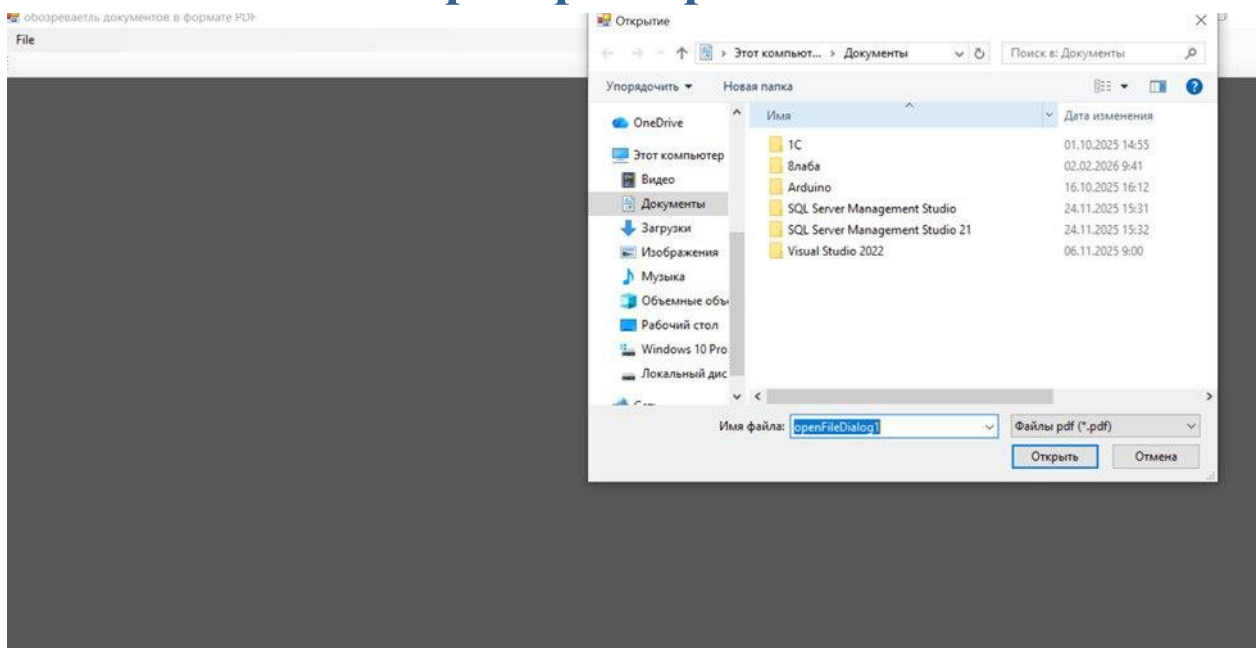 обозреваетль документов в формате PDF
File
Открытие
Этот компьют... > Документы
Поиск в: Документы
Упорядочить
Новая папка
OneDrive
Этот компьютер
Видео
Документы
Загрузки
Изображения
Музыка
Объемные объ
Рабочий стол
Windows 10 Pro
Локальный дис
Имя
Дата изменения
1C 01.10.2025 14:55
8лаба 02.02.2026 9:41
Arduino 16.10.2025 16:12
SQL Server Management Studio 24.11.2025 15:31
SQL Server Management Studio 21 24.11.2025 15:32
Visual Studio 2022 06.11.2025 9:00
Имя файла: openFileDialog1
Файлы pdf (*.pdf)
Открыть
Отмена